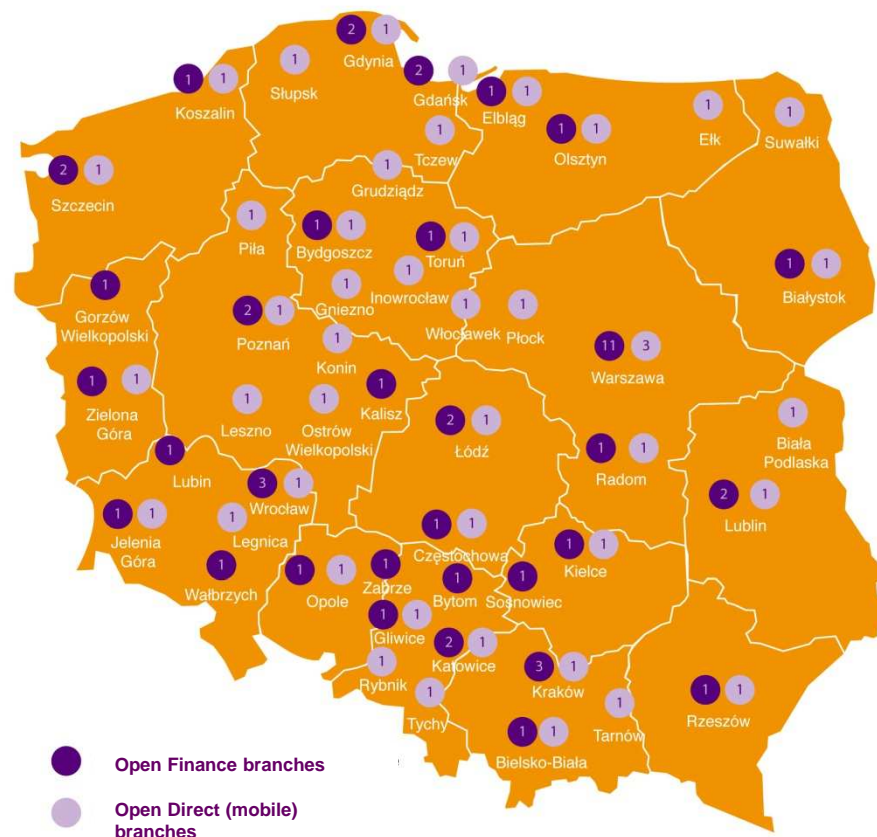 2 1
Gdynia
1
Słupsk
1 1
Koszalin
2 1
Gdańsk
1 1
Elbląg
1
Ełk
1
Suwałki
1 1
Olsztyn
1
Tczew
2 1
Szczecin
1
Grudziądz
1
Piła
1 1
Bydgoszcz
1 1
Toruń
1 1
Białystok
1
Gorzów
Wielkopolski
1
Gniezno
1
Inowrocław
1
Włocławek
1
Płock
2 1
Poznań
1
Konin
11 3
Warszawa
1 1
Zielona
Góra
1
Leszno
1
Ostrów
Wielkopolski
1
Kalisz
2 1
Łódź
1
Biała
Podlaska
1
Lubin
1 1
Radom
3 1
Wrocław
2 1
Lublin
1 1
Jelenia
Góra
1
Legnica
1 1
Częstochowa
1 1
Kielce
1
Wałbrzych
1 1
Opole
1
Zabrze
1
Bytom
1
Sosnowiec
1 1
Gliwice
2 1
Katowice
1
Rybnik
3 1
Kraków
1
Tychy
1
Tarnów
1 1
Rzeszów
1 1
Bielsko-Biała
Open Finance branches
Open Direct (mobile)
branches